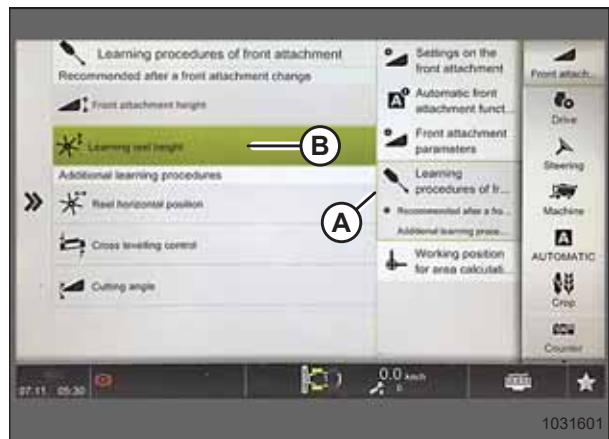 Learning procedures of front attachment
Recommended after a front attachment change
Front attachment height
Learning reel height
Additional learning procedures
Reel horizontal position
Cross levelling control
Cutting angle
B
A
Settings on the
front attachment
Automatic front
attachment funct...
Front attachment
parameters
Learning
procedures of fr...
Recommended after a fro...
Additional learning proce...
Working position
for area calculati...
Front attach...
Drive
Steering
Machine
AUTOMATIC
Crop
Counter
07.11 05:30
0.0 km/h
0
1031601